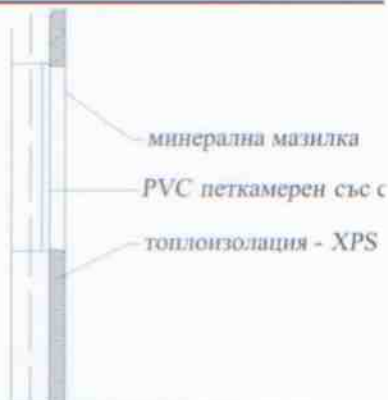 минерална мазилка
PVC петкамерен със с
топлоизолация - XPS